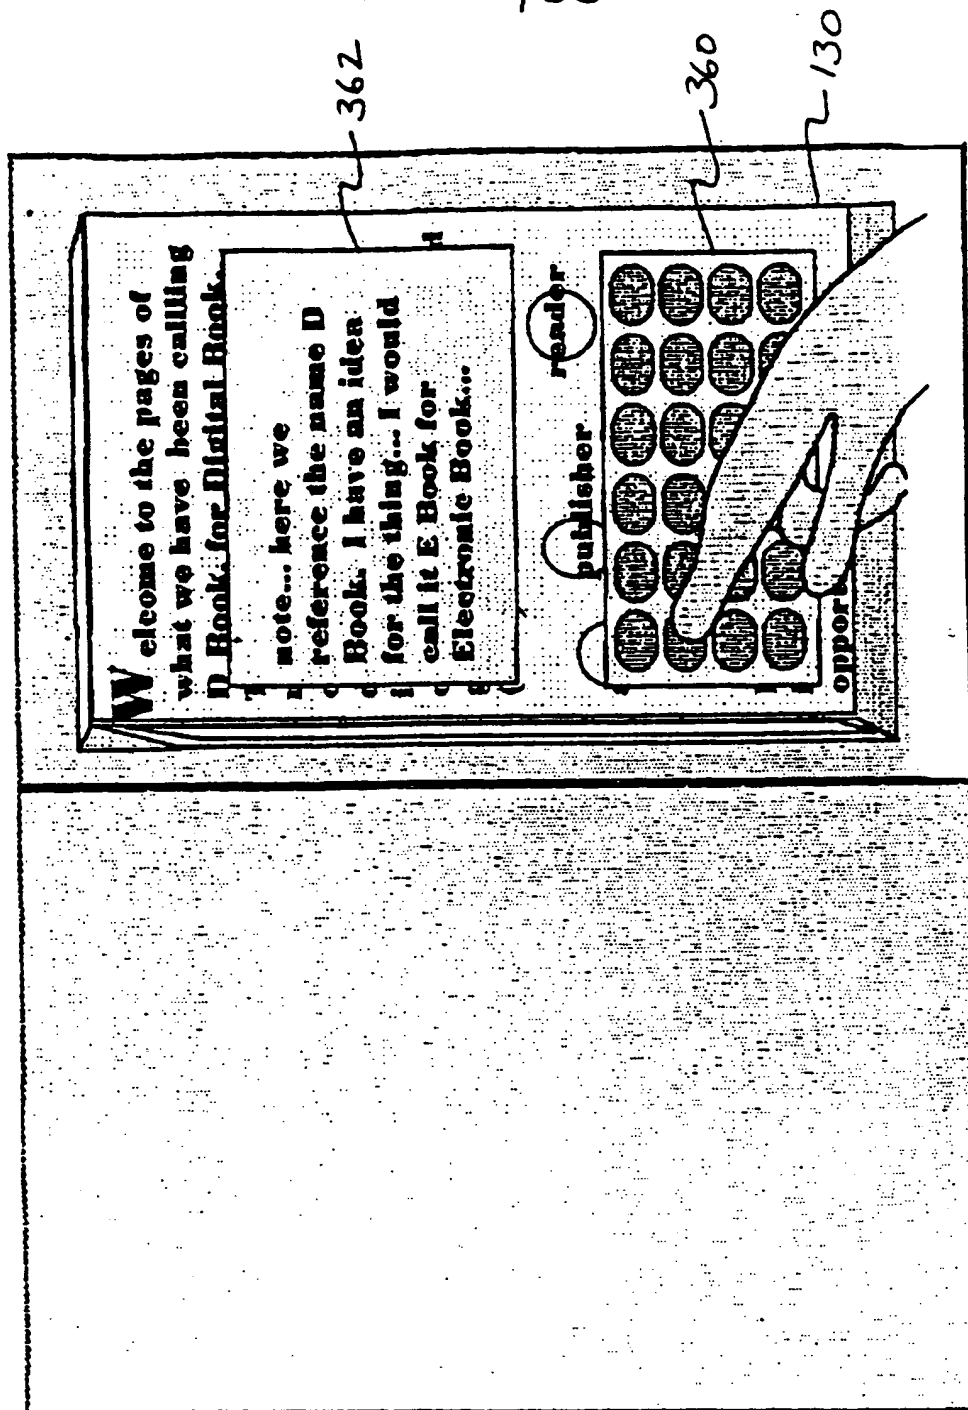 Welcome to the pages of
what we have been callling
D Book for Digital Book.
note... here we
reference the name D
Book. I have an idea
for the thing... I would
call it E Book for
Electronic Book...
publisher
reader
oppor
362
360
130